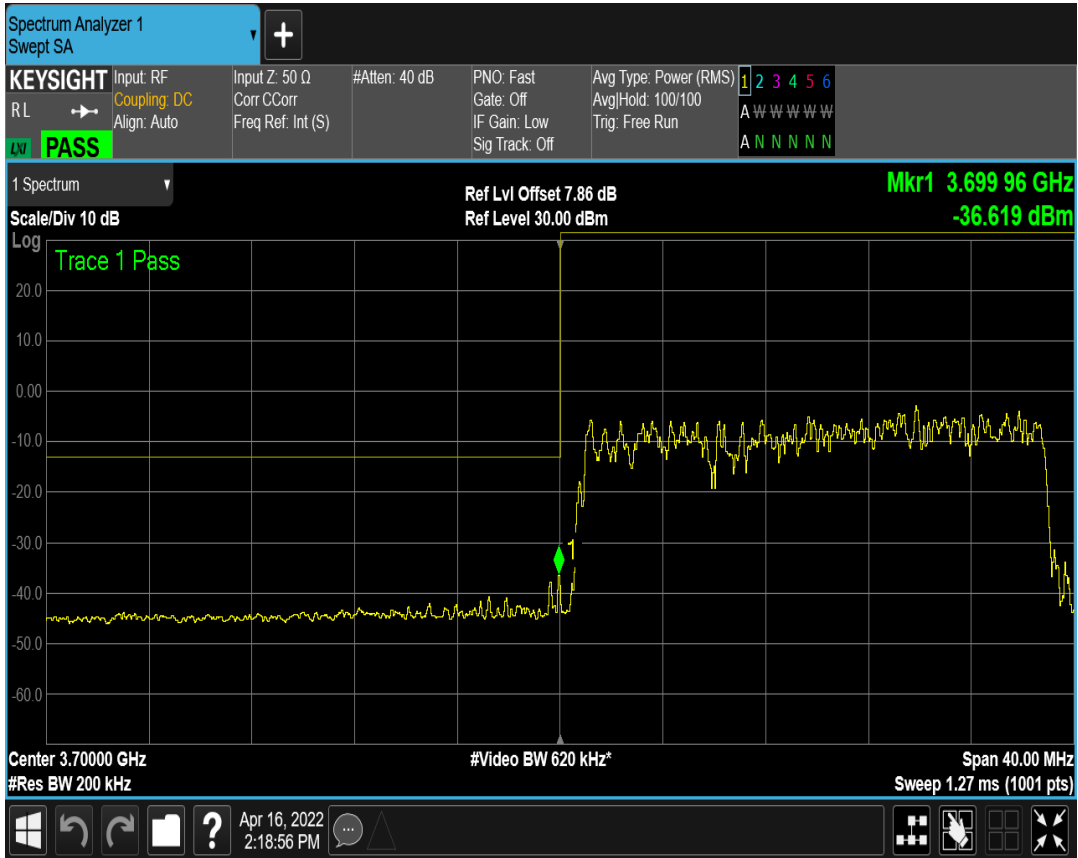 Spectrum Analyzer 1
Swept SA
+
KEYSIGHT
R L
LXI
PASS
Input: RF
Coupling: DC
Align: Auto
Input Z: 50 Ω
Corr CCorr
Freq Ref: Int (S)
#Atten: 40 dB
PNO: Fast
Gate: Off
IF Gain: Low
Sig Track: Off
Avg Type: Power (RMS)
Avg|Hold: 100/100
Trig: Free Run
1 2 3 4 5 6
A W W W W W
A N N N N N
1 Spectrum
Scale/Div 10 dB
Ref Lvl Offset 7.86 dB
Ref Level 30.00 dBm
Mkr1 3.699 96 GHz
-36.619 dBm
Log
Trace 1 Pass
20.0
10.0
0.00
-10.0
-20.0
-30.0
1
-40.0
-50.0
-60.0
Center 3.70000 GHz
#Video BW 620 kHz*
Span 40.00 MHz
#Res BW 200 kHz
Sweep 1.27 ms (1001 pts)
?
Apr 16, 2022
2:18:56 PM